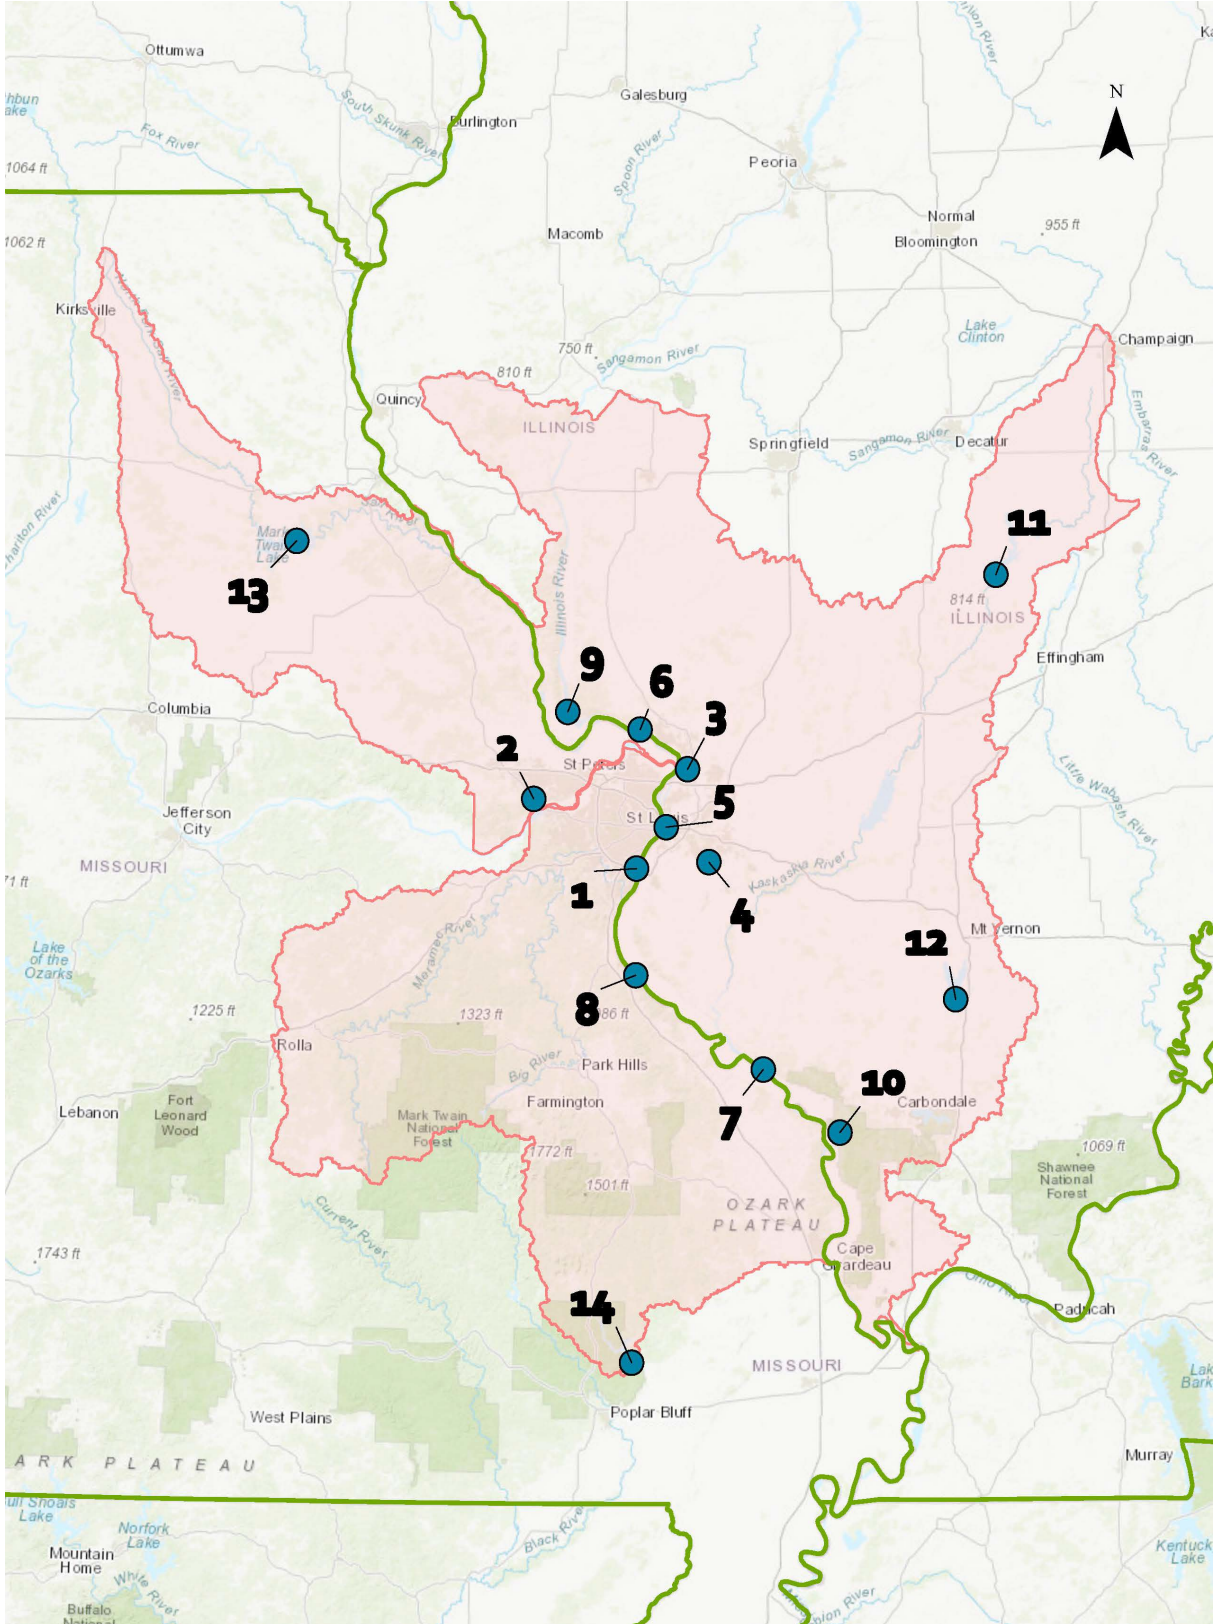 Ottumwa
Galesburg
N
South Skunk River
Burlington
Fox River
Peoria
1064 ft
Spoon River
Normal
955 ft
Macomb
Bloomington
1062 ft
Kirksville
Lake
Clinton
Champaign
750 ft
Sangamon River
810 ft
Quincy
ILLINOIS
Embarras River
Springfield
Sangamon River
Decatur
11
13
Illinois River
814 ft
ILLINOIS
Effingham
9
6
Columbia
3
2
St Peters
5
Little Wabash River
Jefferson
City
St Louis
MISSOURI
1
Kaskaskia River
4
12
Mt Vernon
Lake
of the
Ozarks
Meramec River
8
1225 ft
1323 ft
86 ft
Rolla
Big River
Park Hills
10
Lebanon
Fort
Leonard
Wood
Mark Twain
National
Forest
Farmington
7
Carbondale
1772 ft
1069 ft
Shawnee
National
Forest
1501 ft
OZARK
PLATEAU
Current River
1743 ft
Cape
Girardeau
14
Ohio River
Paducah
MISSOURI
West Plains
Poplar Bluff
Murray
ARK PLATEAU
Lake
Norfork
Lake
Black River
Mountain
Home
White River
Kentuck
Lake
Buffalo